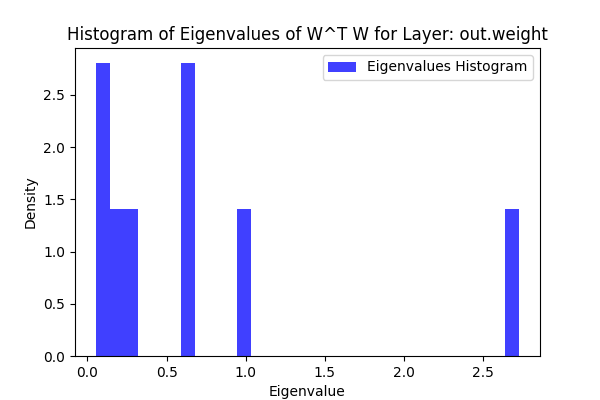 Histogram of Eigenvalues of W^T W for Layer: out.weight
Eigenvalues Histogram
2.5
2.0
1.5
1.0
0.5
0.0
Density
0.0 0.5 1.0 1.5 2.0 2.5
Eigenvalue